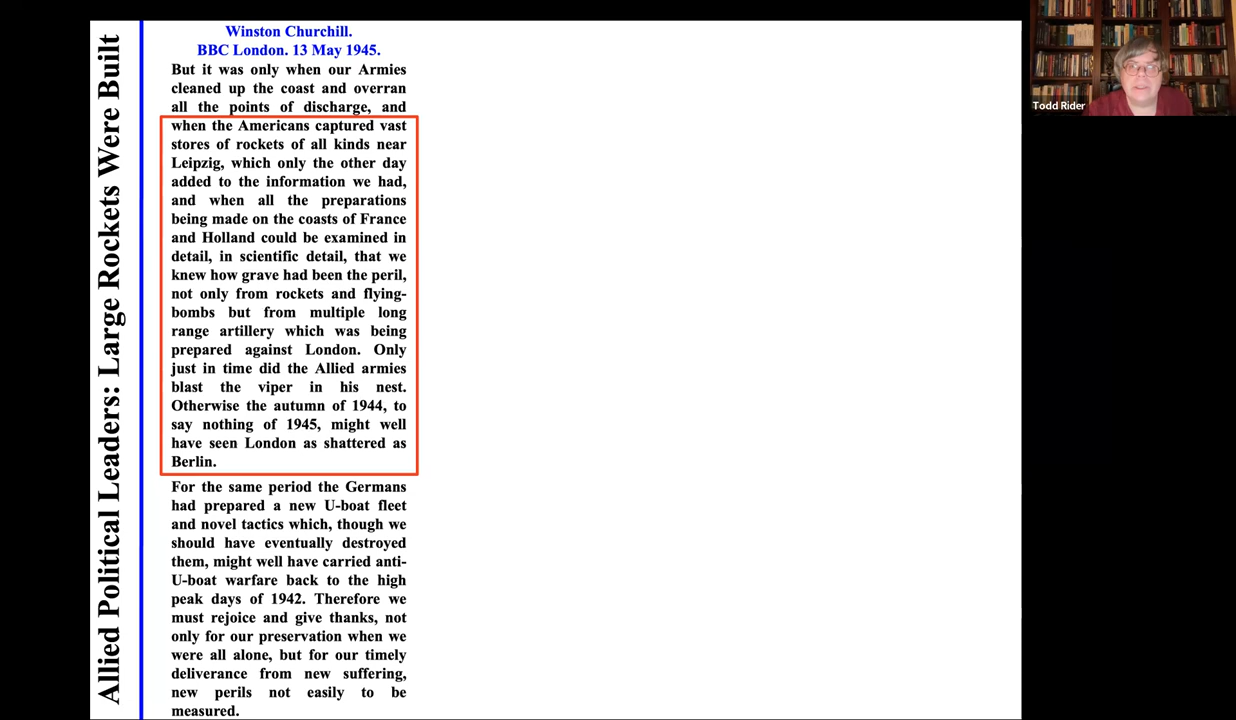 Allied Political Leaders: Large Rockets Were Built
Winston Churchill.
BBC London. 13 May 1945.
But it was only when our Armies
cleaned up the coast and overran
all the points of discharge, and
when the Americans captured vast
stores of rockets of all kinds near
Leipzig, which only the other day
added to the information we had,
and when all the preparations
being made on the coasts of France
and Holland could be examined in
detail, in scientific detail, that we
knew how grave had been the peril,
not only from rockets and flying-
bombs but from multiple long
range artillery which was being
prepared against London. Only
just in time did the Allied armies
blast the viper in his nest.
Otherwise the autumn of 1944, to
say nothing of 1945, might well
have seen London as shattered as
Berlin.
For the same period the Germans
had prepared a new U-boat fleet
and novel tactics which, though we
should have eventually destroyed
them, might well have carried anti-
U-boat warfare back to the high
peak days of 1942. Therefore we
must rejoice and give thanks, not
only for our preservation when we
were all alone, but for our timely
deliverance from new suffering,
new perils not easily to be
measured.
Todd Rider